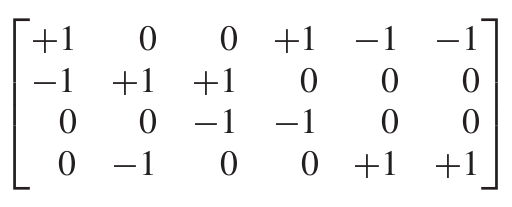 +1 0 0 +1 −1 −1
−1 +1 +1 0 0 0
0 0 −1 −1 0 0
0 −1 0 0 +1 +1